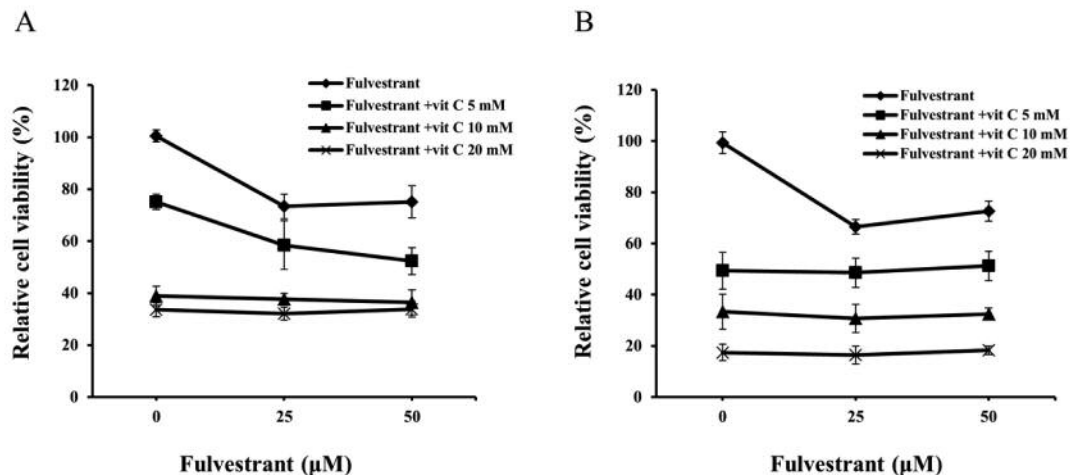 A
Fulvestrant
Fulvestrant +vit C 5 mM
Fulvestrant +vit C 10 mM
Fulvestrant +vit C 20 mM
120
100
80
60
40
20
0
Relative cell viability (%)
0 25 50
Fulvestrant (µM)
B
Fulvestrant
Fulvestrant +vit C 5 mM
Fulvestrant +vit C 10 mM
Fulvestrant +vit C 20 mM
120
100
80
60
40
20
0
Relative cell viability (%)
0 25 50
Fulvestrant (µM)